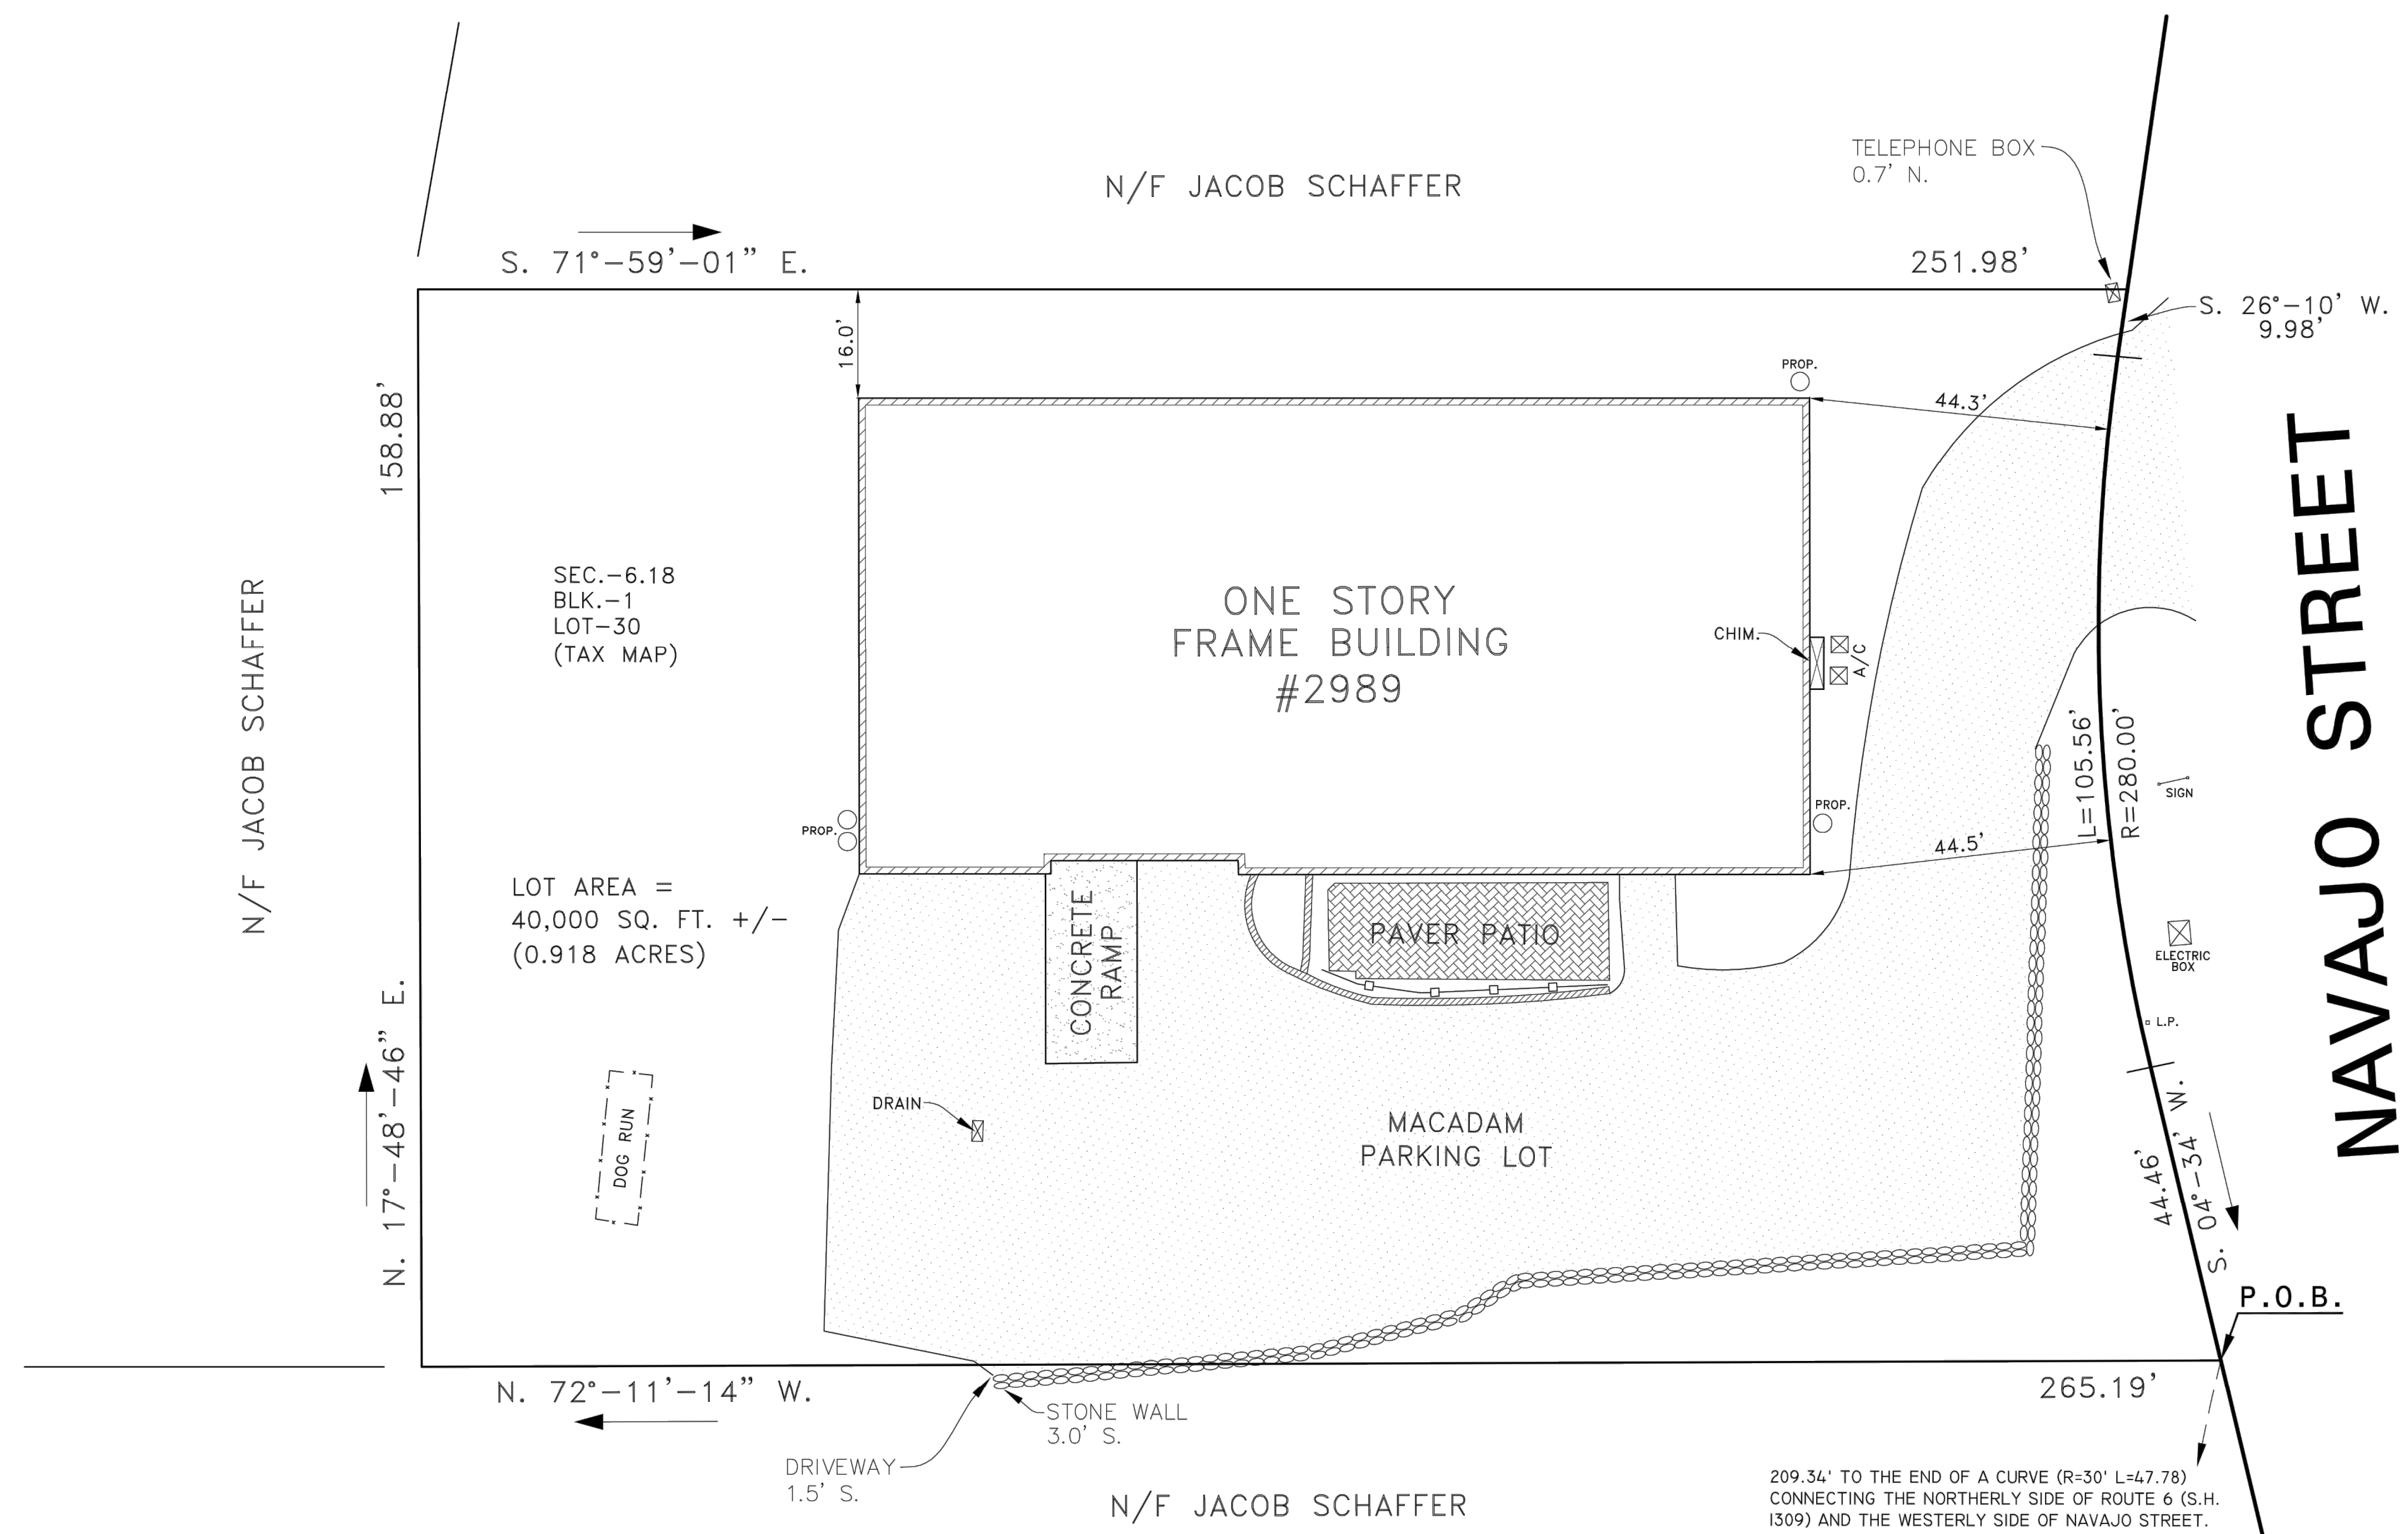 TELEPHONE BOX
0.7' N.
N/F JACOB SCHAFFER
S. 71°-59'-01" E.
251.98'
S. 26°-10' W.
9.98'
16.0'
PROP.
44.3'
158.88'
NAVAJO STREET
SEC.-6.18
BLK.-1
LOT-30
(TAX MAP)
ONE STORY
FRAME BUILDING
#2989
CHIM.
A/C
N/F JACOB SCHAFFER
L=105.56'
R=280.00'
SIGN
PROP.
PROP.
44.5'
LOT AREA =
40,000 SQ. FT. +/-
(0.918 ACRES)
CONCRETE
RAMP
PAVER PATIO
ELECTRIC
BOX
L.P.
N. 17°-48'-46" E.
DOG RUN
DRAIN
MACADAM
PARKING LOT
44.46'
S. 04°-34' W.
P.O.B.
N. 72°-11'-14" W.
265.19'
STONE WALL
3.0' S.
DRIVEWAY
1.5' S.
N/F JACOB SCHAFFER
209.34' TO THE END OF A CURVE (R=30' L=47.78)
CONNECTING THE NORTHERLY SIDE OF ROUTE 6 (S.H.
1309) AND THE WESTERLY SIDE OF NAVAJO STREET.